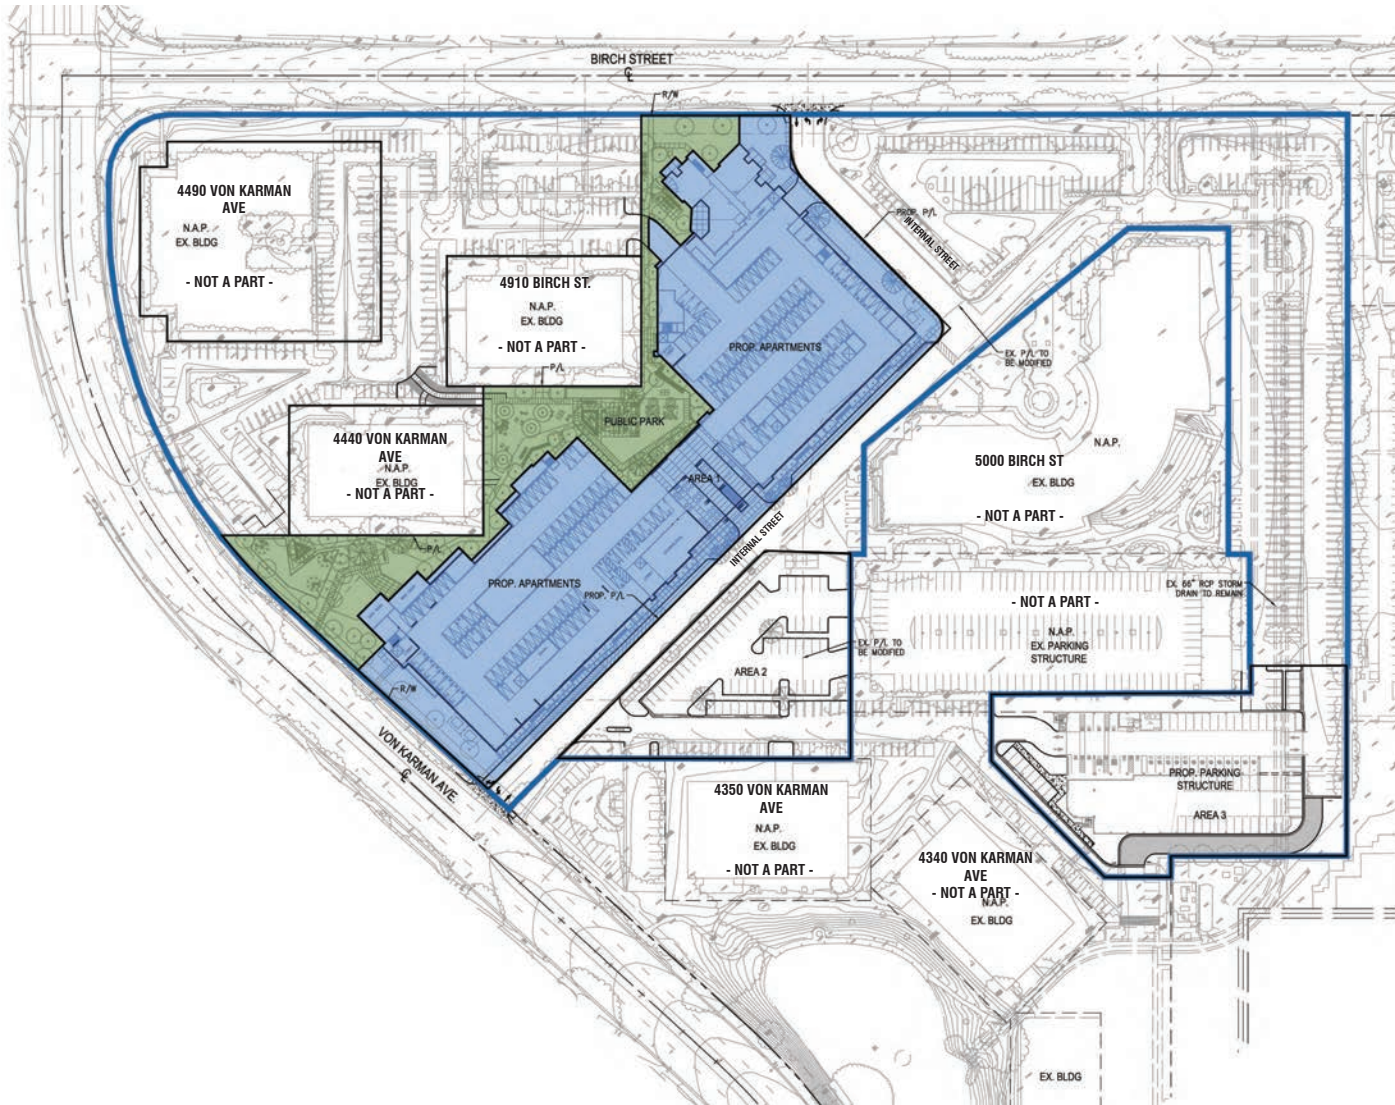 BIRCH STREET
℄
R/W
4490 VON KARMAN
AVE
N.A.P.
EX. BLDG
- NOT A PART -
PROP. P/L
INTERNAL STREET
4910 BIRCH ST.
N.A.P.
EX. BLDG
- NOT A PART -
P/L
PROP. APARTMENTS
EX. P/L TO
BE MODIFIED
PUBLIC PARK
4440 VON KARMAN
AVE
N.A.P.
EX. BLDG
- NOT A PART -
N.A.P.
5000 BIRCH ST
EX. BLDG
- NOT A PART -
AREA 1
INTERNAL STREET
P/L
PROP. APARTMENTS
PROP. P/L
EX. 66" RCP STORM
DRAIN TO REMAIN
- NOT A PART -
N.A.P.
EX. PARKING
STRUCTURE
EX. P/L TO
BE MODIFIED
AREA 2
R/W
VON KARMAN AVE.
℄
PROP. PARKING
STRUCTURE
AREA 3
4350 VON KARMAN
AVE
N.A.P.
EX. BLDG
- NOT A PART -
4340 VON KARMAN
AVE
- NOT A PART -
N.A.P.
EX. BLDG
EX. BLDG